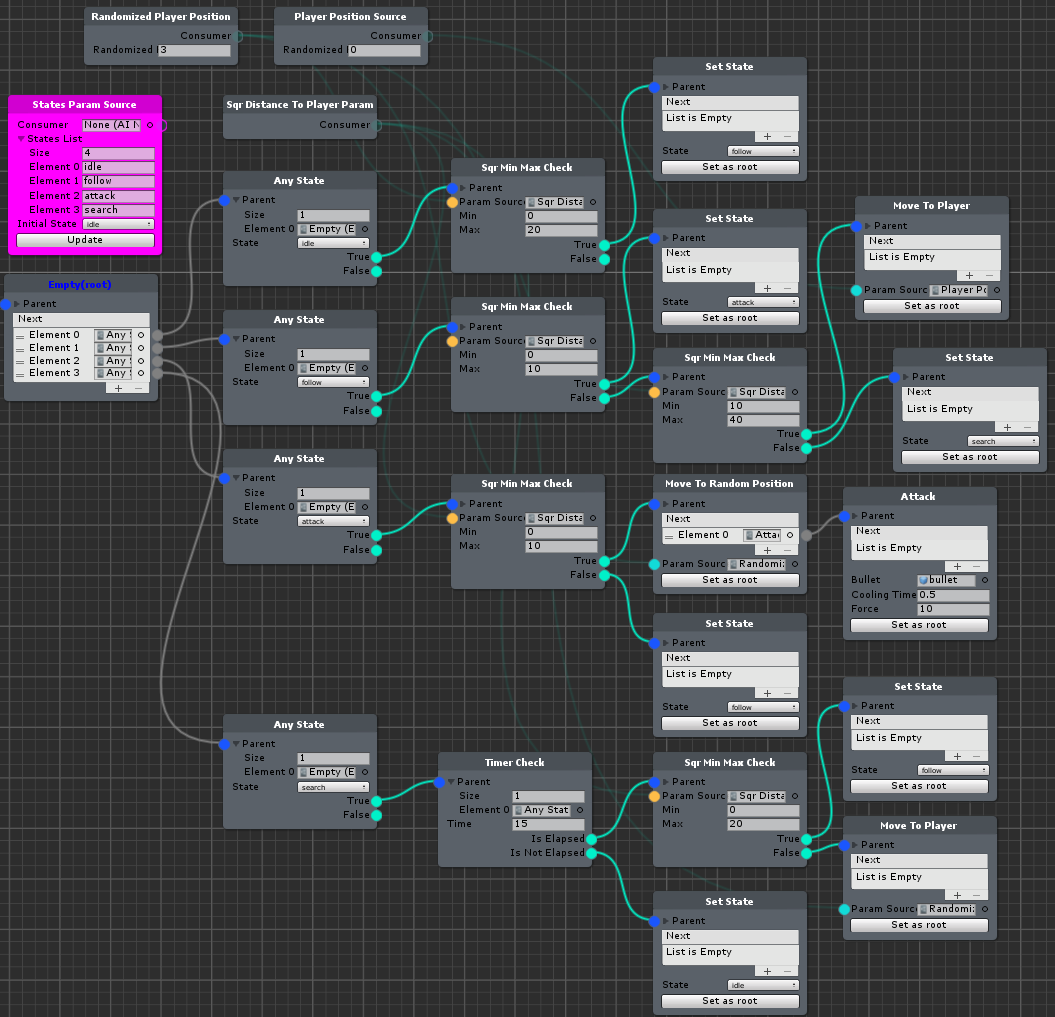 Randomized Player Position
Consumer
Randomized 3
Player Position Source
Consumer
Randomized 0
States Param Source
Consumer None (AI N
States List
Size 4
Element 0 idle
Element 1 follow
Element 2 attack
Element 3 search
Initial State idle
Update
Sqr Distance To Player Param
Consumer
Empty(root)
Parent
Next
Element 0 Any
Element 1 Any
Element 2 Any
Element 3 Any
+ −
Any State
Parent
Size 1
Element 0 Empty (E
State idle
True
False
Sqr Min Max Check
Parent
Param Source Sqr Dista
Min 0
Max 20
True
False
Set State
Parent
Next
List is Empty
+ −
State follow
Set as root
Any State
Parent
Size 1
Element 0 Empty (E
State follow
True
False
Sqr Min Max Check
Parent
Param Source Sqr Dista
Min 0
Max 10
True
False
Set State
Parent
Next
List is Empty
+ −
State attack
Set as root
Sqr Min Max Check
Parent
Param Sourc Sqr Dista
Min 10
Max 40
True
False
Move To Player
Parent
Next
List is Empty
+ −
Param Sourc Player Pc
Set as root
Set State
Parent
Next
List is Empty
+ −
State search
Set as root
Any State
Parent
Size 1
Element 0 Empty (E
State attack
True
False
Sqr Min Max Check
Parent
Param Source Sqr Dista
Min 0
Max 10
True
False
Move To Random Position
Parent
Next
Element 0 Attac
+ −
Param Sourc Randomi
Set as root
Attack
Parent
Next
List is Empty
+ −
Bullet bullet
Cooling Time 0.5
Force 10
Set as root
Set State
Parent
Next
List is Empty
+ −
State follow
Set as root
Any State
Parent
Size 1
Element 0 Empty (E
State search
True
False
Timer Check
Parent
Size 1
Element 0 Any Stat
Time 15
Is Elapsed
Is Not Elapsed
Sqr Min Max Check
Parent
Param Sourc Sqr Dista
Min 0
Max 20
True
False
Set State
Parent
Next
List is Empty
+ −
State follow
Set as root
Move To Player
Parent
Next
List is Empty
+ −
Param Source Randomi
Set as root
Set State
Parent
Next
List is Empty
+ −
State idle
Set as root